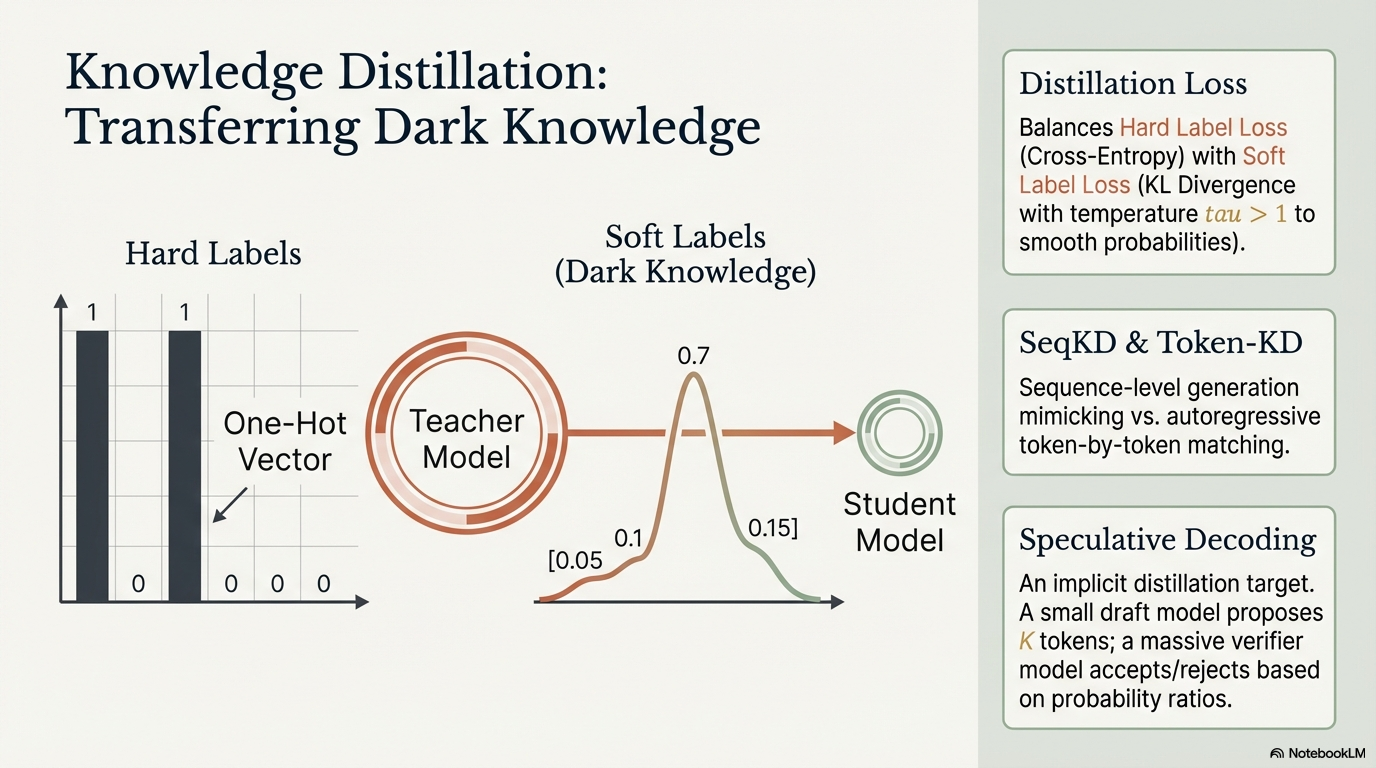 Knowledge Distillation:
Transferring Dark Knowledge
Hard Labels
1
1
0
0
0
0
One-Hot
Vector
Teacher
Model
Soft Labels
(Dark Knowledge)
[0.05
0.1
0.7
0.15]
Student
Model
Distillation Loss
Balances Hard Label Loss
(Cross-Entropy) with Soft
Label Loss (KL Divergence
with temperature tau > 1 to
smooth probabilities).
SeqKD & Token-KD
Sequence-level generation
mimicking vs. autoregressive
token-by-token matching.
Speculative Decoding
An implicit distillation target.
A small draft model proposes
K tokens; a massive verifier
model accepts/rejects based
on probability ratios.
NotebookLM